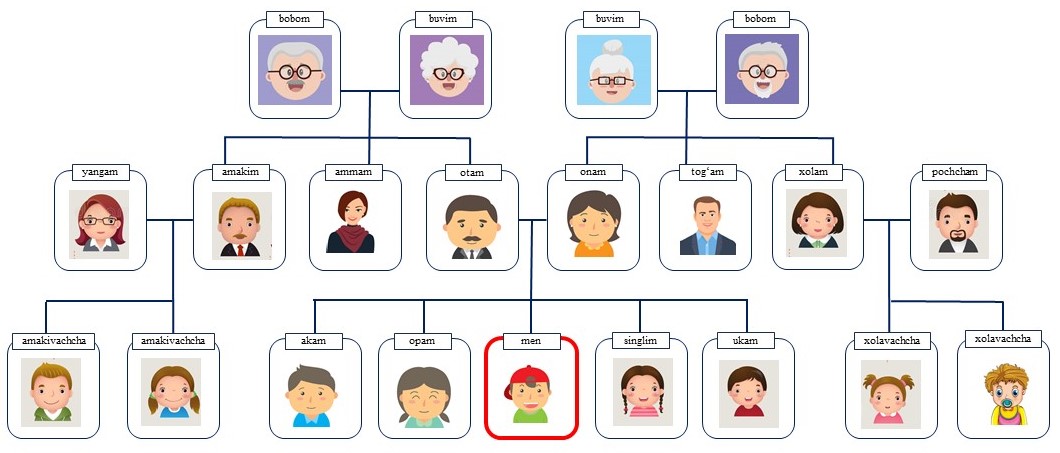 bobom
buvim
buvim
bobom
yangam
amakim
ammam
otam
onam
tog‘am
xolam
pochcham
amakivachcha
amakivachcha
akam
opam
men
singlim
ukam
xolavachcha
xolavachcha